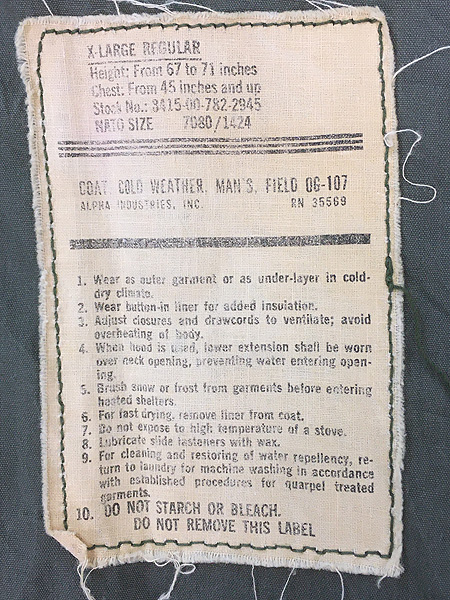 X-LARGE REGULAR
Height: From 67 to 71 inches
Chest: From 45 inches and up
Stock No.: 8415-00-782-2945
NATO SIZE 7080/1424
COAT, COLD WEATHER, MAN'S, FIELD OG-107
ALPHA INDUSTRIES, INC. RN 35569
1. Wear as outer garment or as under-layer in cold-
dry climate.
2. Wear button-in liner for added insulation.
3. Adjust closures and drawcords to ventilate; avoid
overheating of body.
4. When hood is used, lower extension shall be worn
over neck opening, preventing water entering open-
ing.
5. Brush snow or frost from garments before entering
heated shelters.
6. For fast drying, remove liner from coat.
7. Do not expose to high temperature of a stove.
8. Lubricate slide fasteners with wax.
9. For cleaning and restoring of water repellency, re-
turn to laundry for machine washing in accordance
with established procedures for quarpel treated
garments.
10. DO NOT STARCH OR BLEACH.
DO NOT REMOVE THIS LABEL